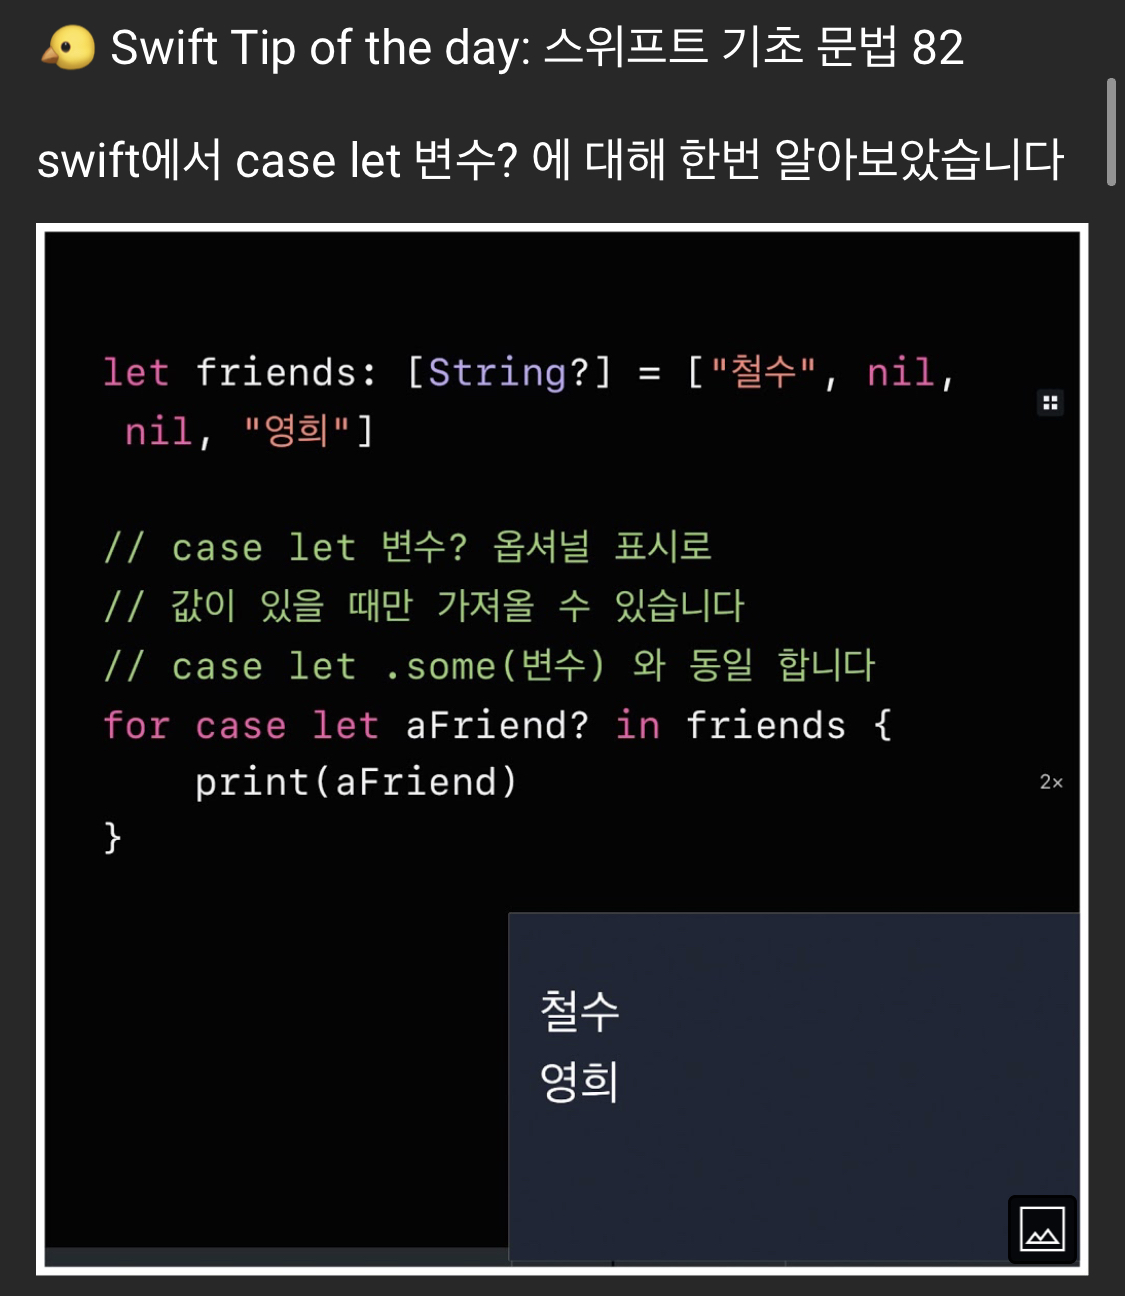 🐤 Swift Tip of the day: 스위프트 기초 문법 82
swift에서 case let 변수? 에 대해 한번 알아보았습니다
let friends: [String?] = ["철수", nil,
nil, "영희"]
// case let 변수? 옵셔널 표시로
// 값이 있을 때만 가져올 수 있습니다
// case let .some(변수) 와 동일 합니다
for case let aFriend? in friends {
print(aFriend)
2×
}
철수
영희